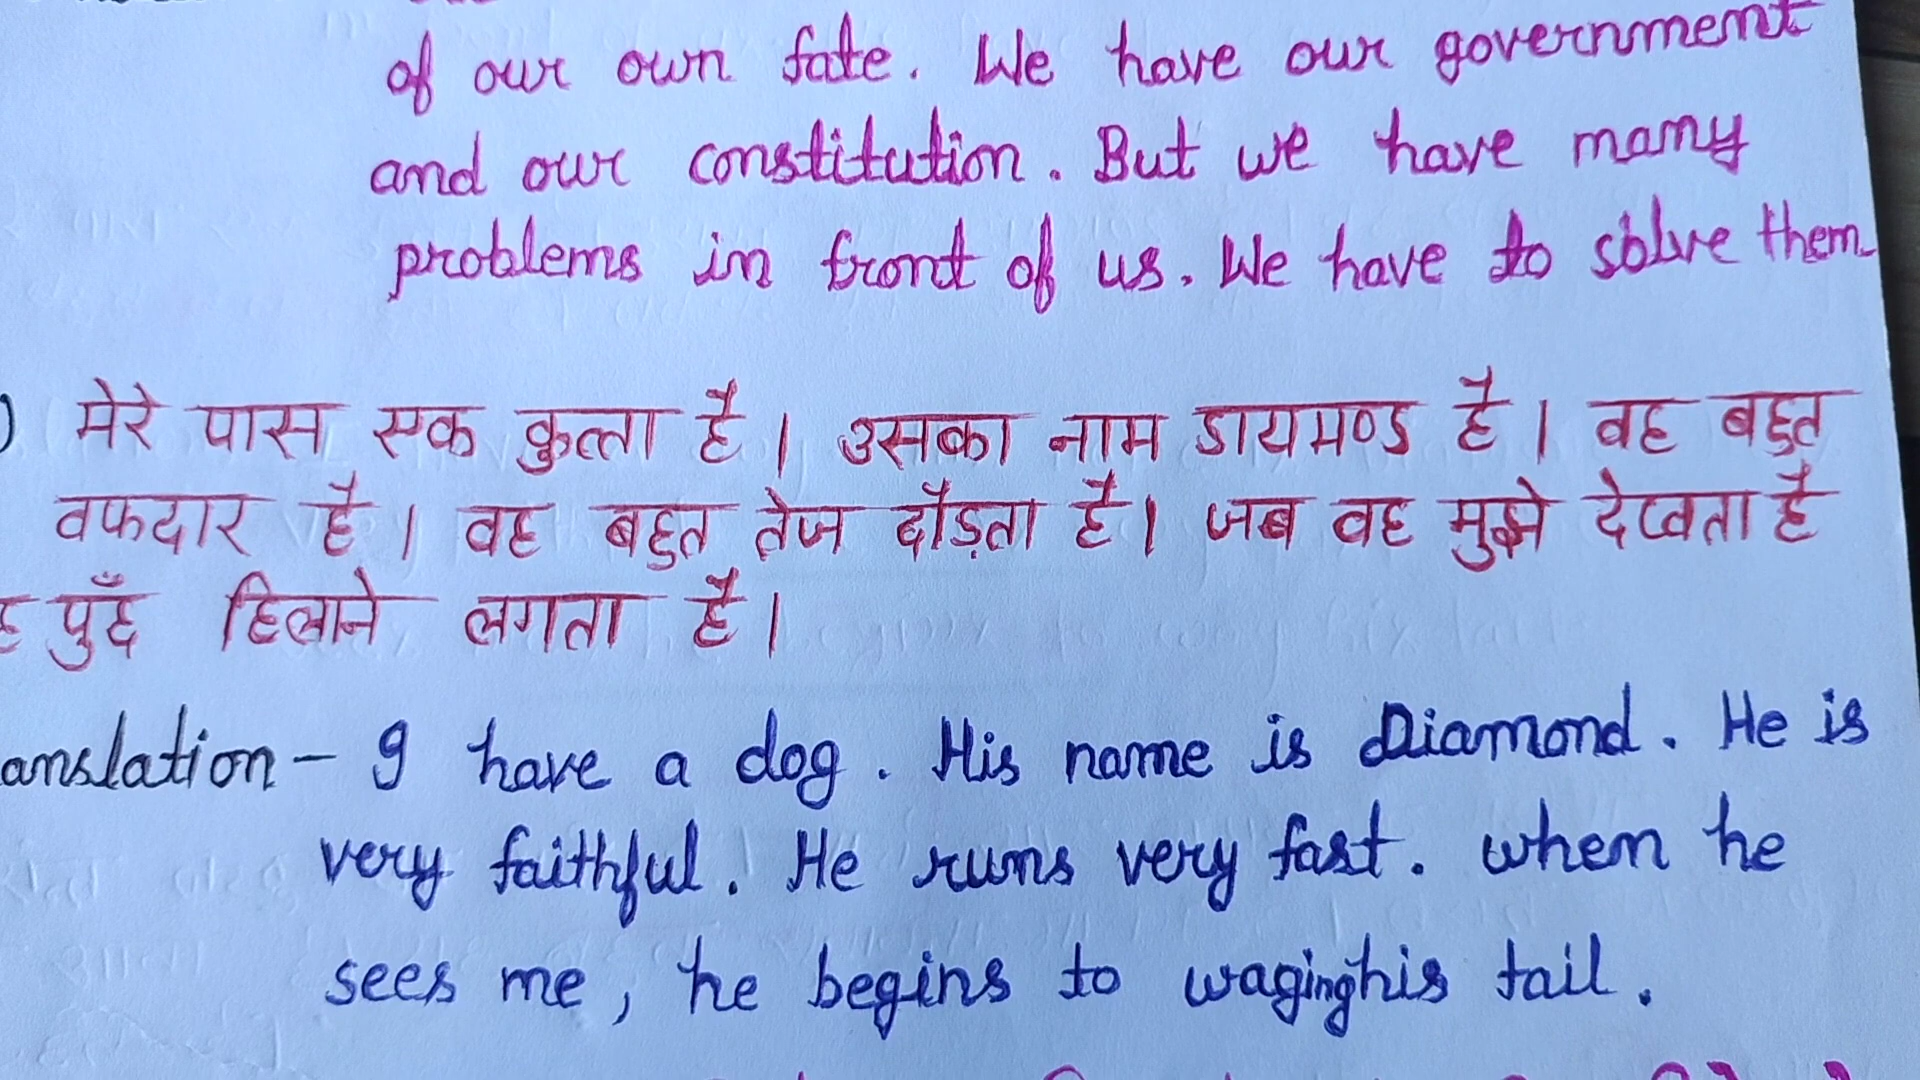 of our own fate. We have our government
and our constitution. But we have many
problems in front of us. We have to solve them
) मेरे पास एक कुत्ता है। उसका नाम डायमण्ड है। वह बहुत
वफदार है। वह बहुत तेज दौड़ता है। जब वह मुझे देखता है
ह पुँछ हिलाने लगता है।
anslation - I have a dog. His name is Diamond. He is
very faithful. He runs very fast. when he
sees me, he begins to waginghis tail.